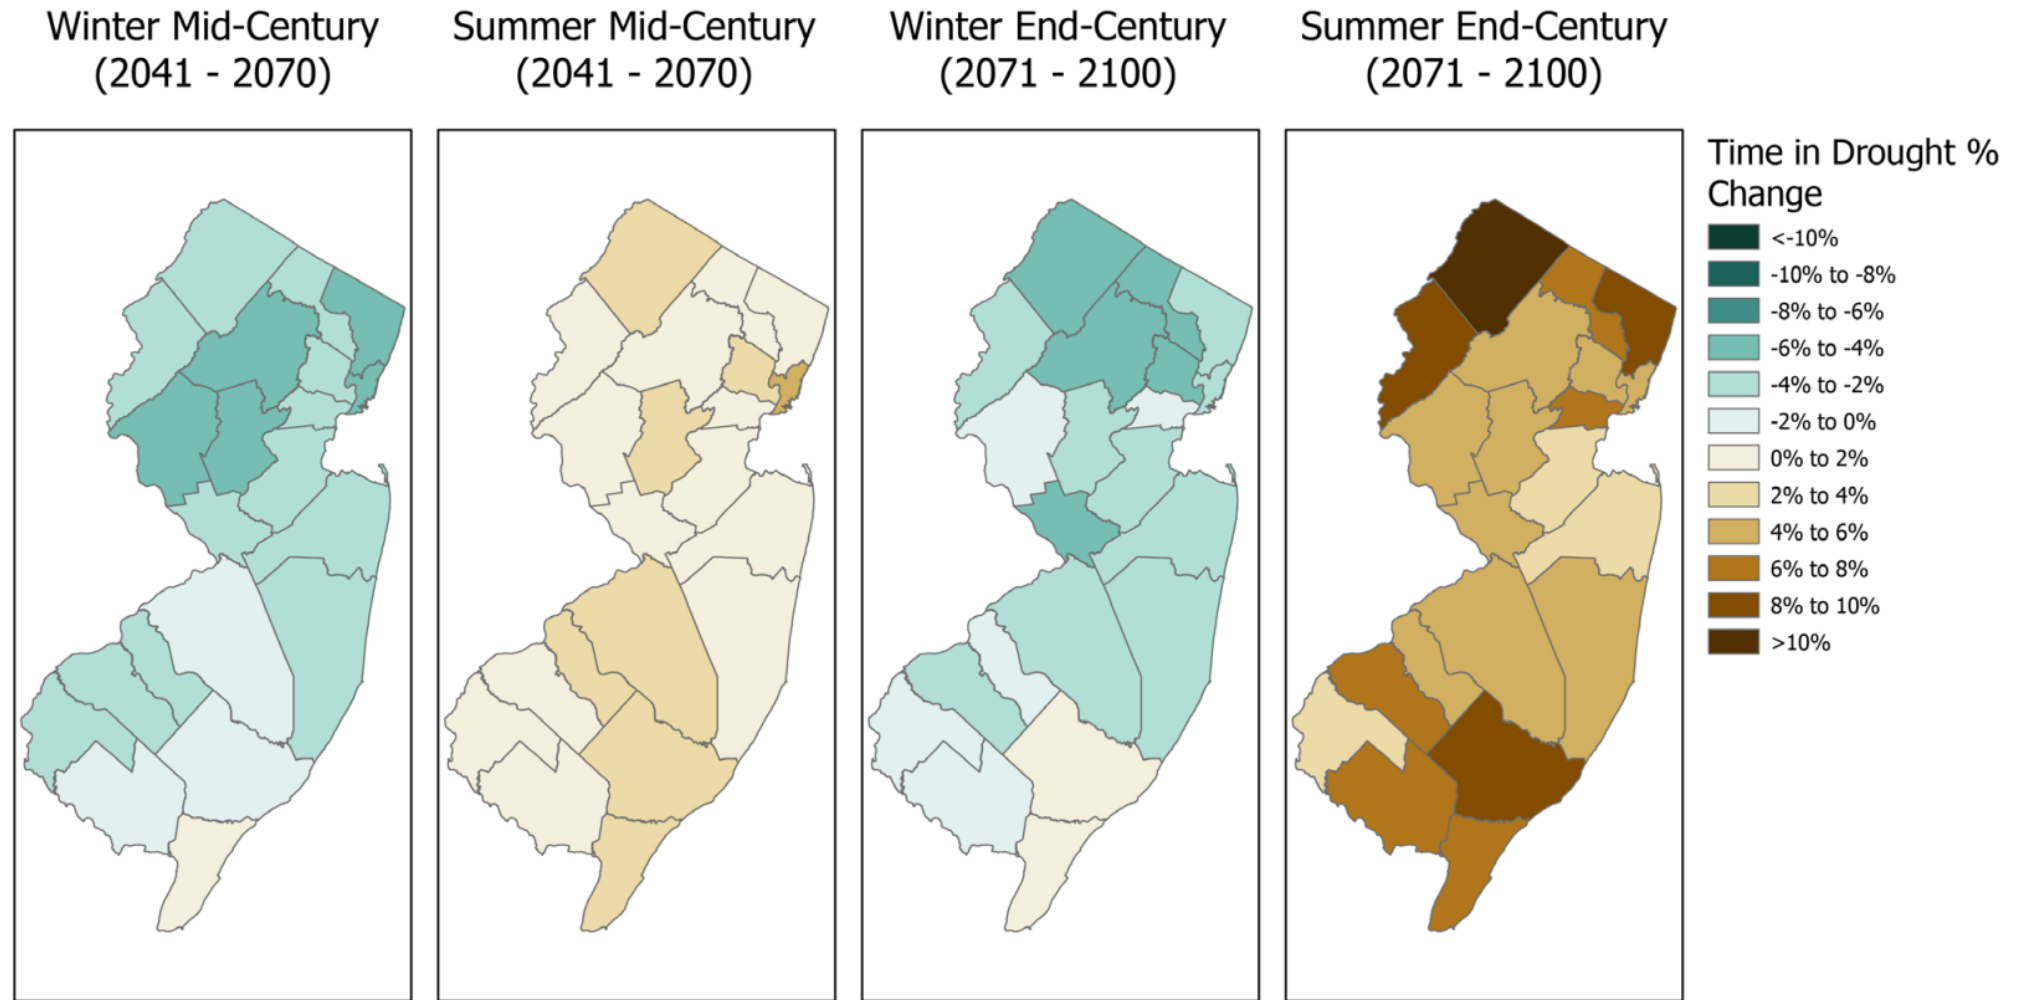 Winter Mid-Century
(2041 - 2070)
Summer Mid-Century
(2041 - 2070)
Winter End-Century
(2071 - 2100)
Summer End-Century
(2071 - 2100)
Time in Drought %
Change
<-10%
-10% to -8%
-8% to -6%
-6% to -4%
-4% to -2%
-2% to 0%
0% to 2%
2% to 4%
4% to 6%
6% to 8%
8% to 10%
>10%